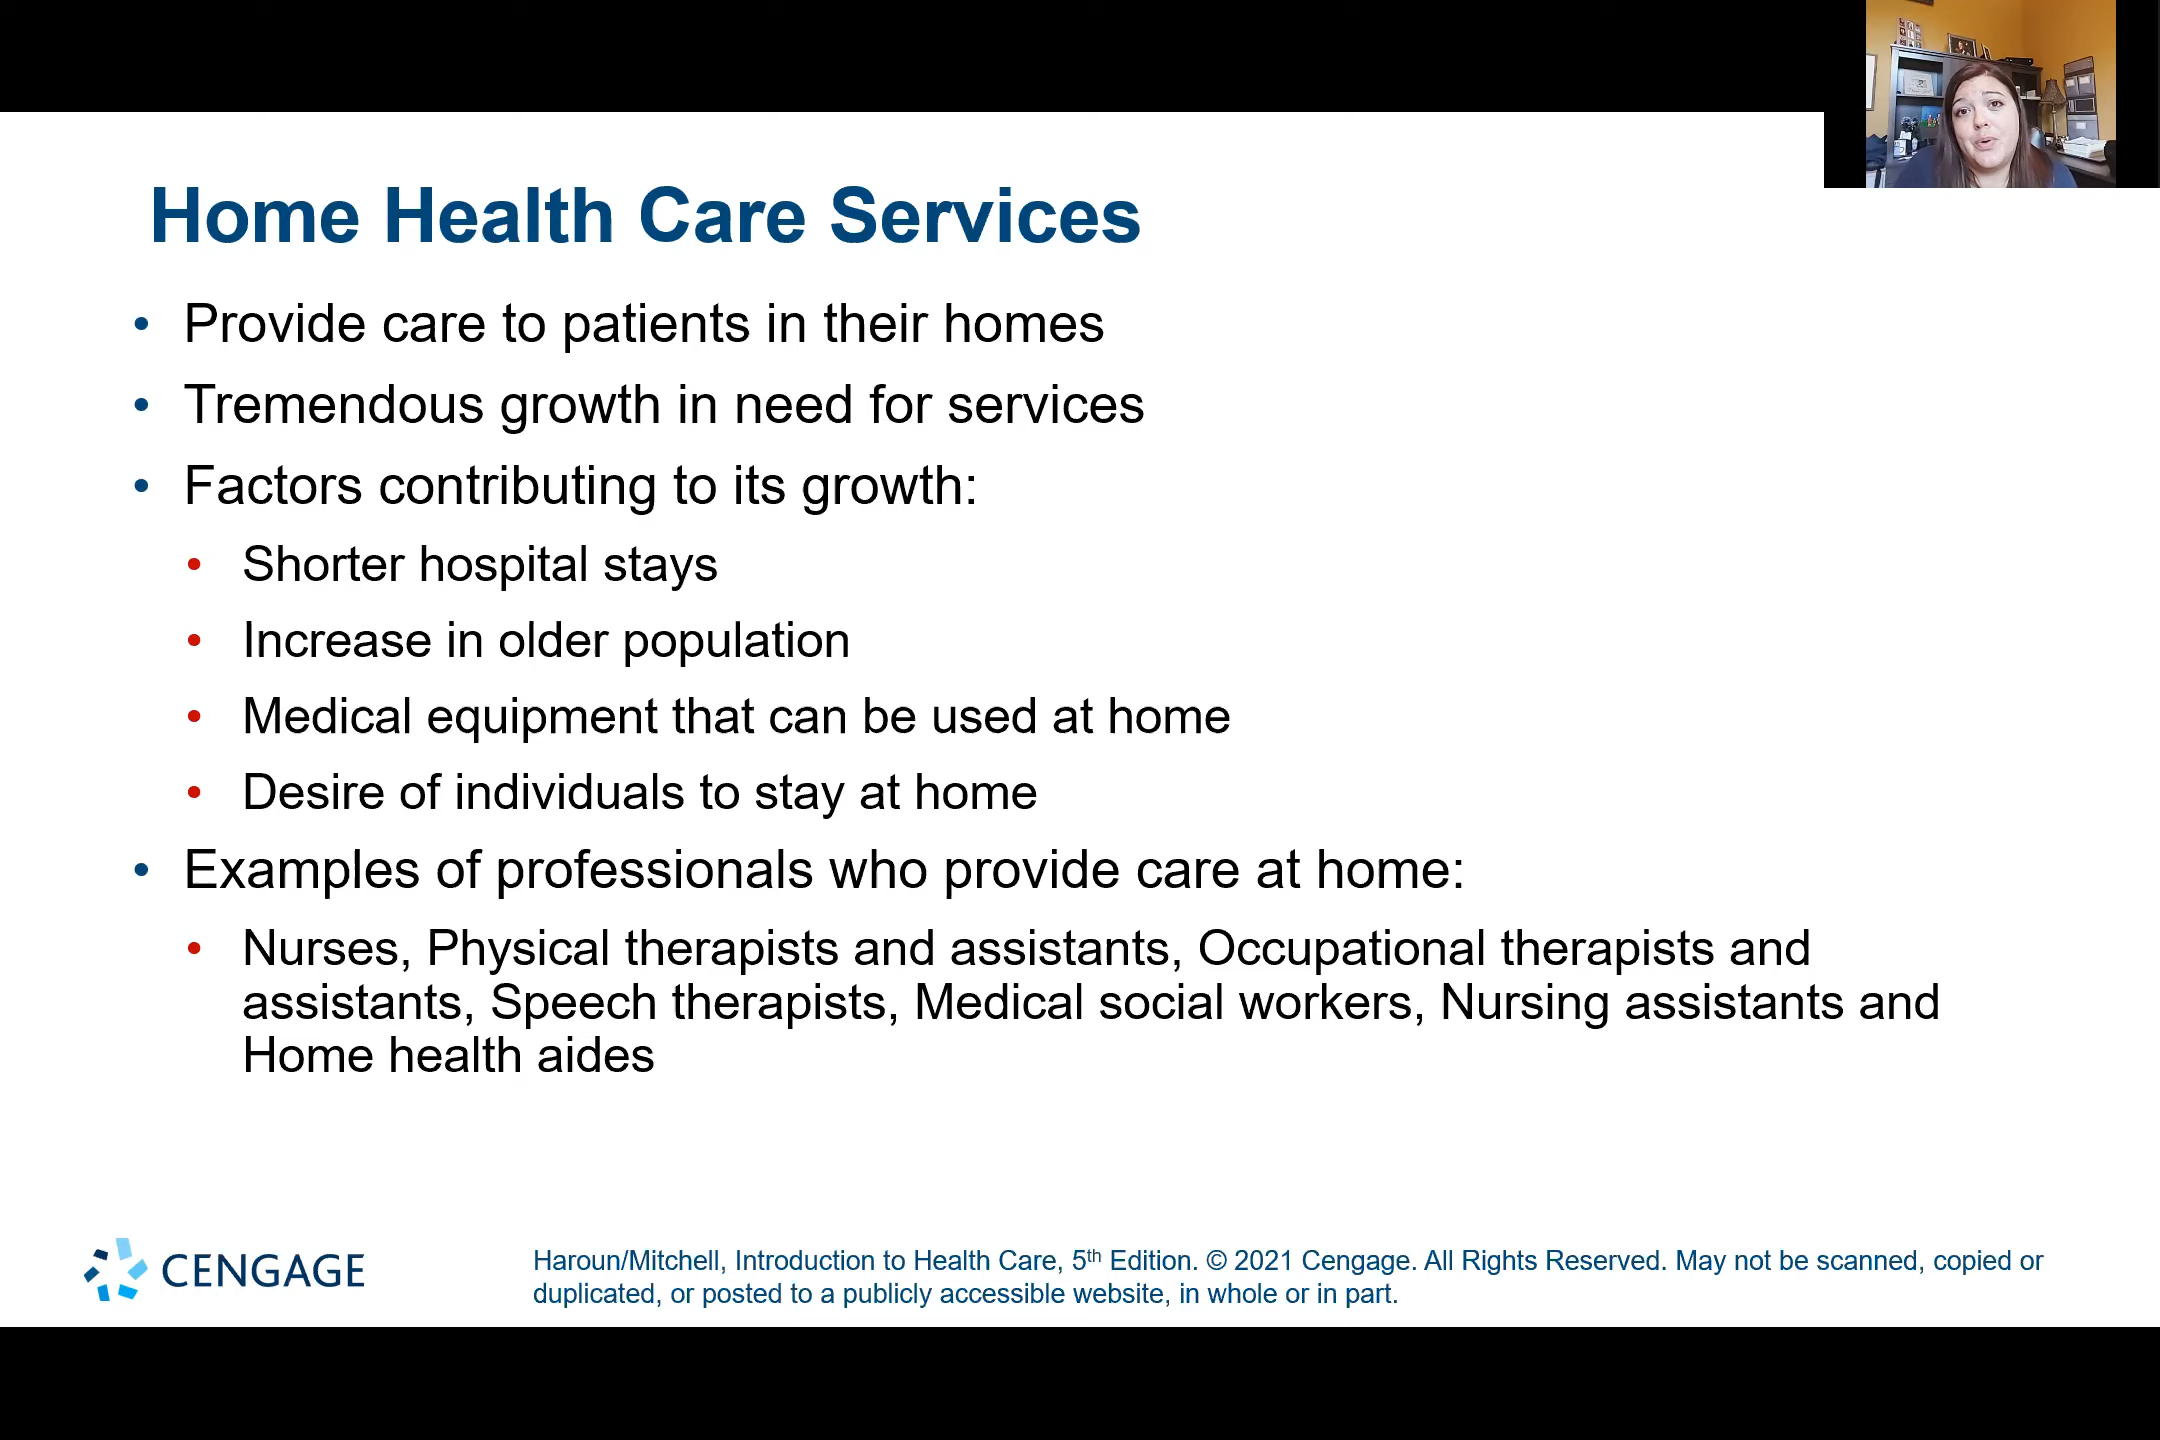 Home Health Care Services
• Provide care to patients in their homes
• Tremendous growth in need for services
• Factors contributing to its growth:
• Shorter hospital stays
• Increase in older population
• Medical equipment that can be used at home
• Desire of individuals to stay at home
• Examples of professionals who provide care at home:
• Nurses, Physical therapists and assistants, Occupational therapists and
assistants, Speech therapists, Medical social workers, Nursing assistants and
Home health aides
CENGAGE
Haroun/Mitchell, Introduction to Health Care, 5th Edition. © 2021 Cengage. All Rights Reserved. May not be scanned, copied or
duplicated, or posted to a publicly accessible website, in whole or in part.